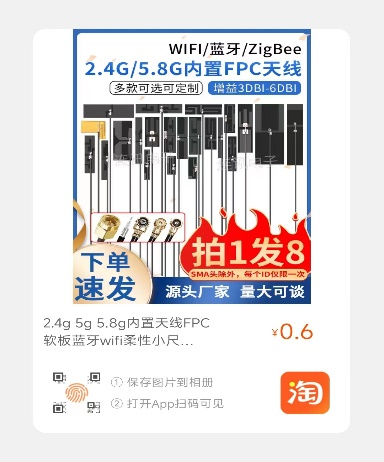 WIFI/蓝牙/ZigBee
2.4G/5.8G内置FPC天线
多款可选可定制 增益3DBI-6DBI
拍1发8
SMA头除外，每个ID仅限一次
下单
速发
源头厂家 量大可谈
2.4g 5g 5.8g内置天线FPC
软板蓝牙wifi柔性小尺...
¥0.6
① 保存图片到相册
② 打开App扫码可见
淘